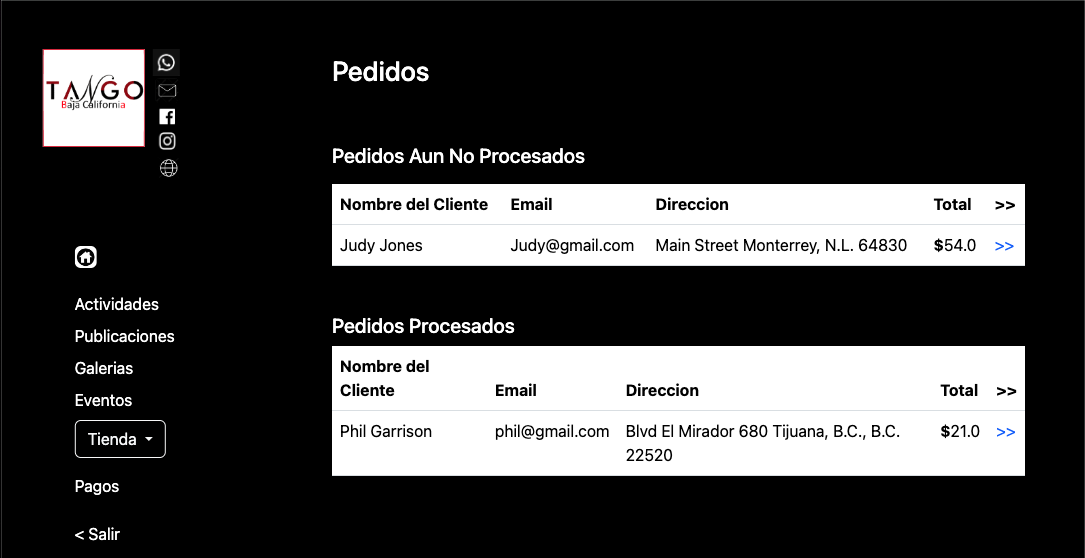 TANGO
Baja California
Pedidos
Pedidos Aun No Procesados
Nombre del Cliente Email Direccion Total >>
Judy Jones Judy@gmail.com Main Street Monterrey, N.L. 64830 $54.0 >>
Pedidos Procesados
Nombre del
Cliente Email Direccion Total >>
Phil Garrison phil@gmail.com Blvd El Mirador 680 Tijuana, B.C., B.C. $21.0 >>
22520
Actividades
Publicaciones
Galerias
Eventos
Tienda
Pagos
< Salir